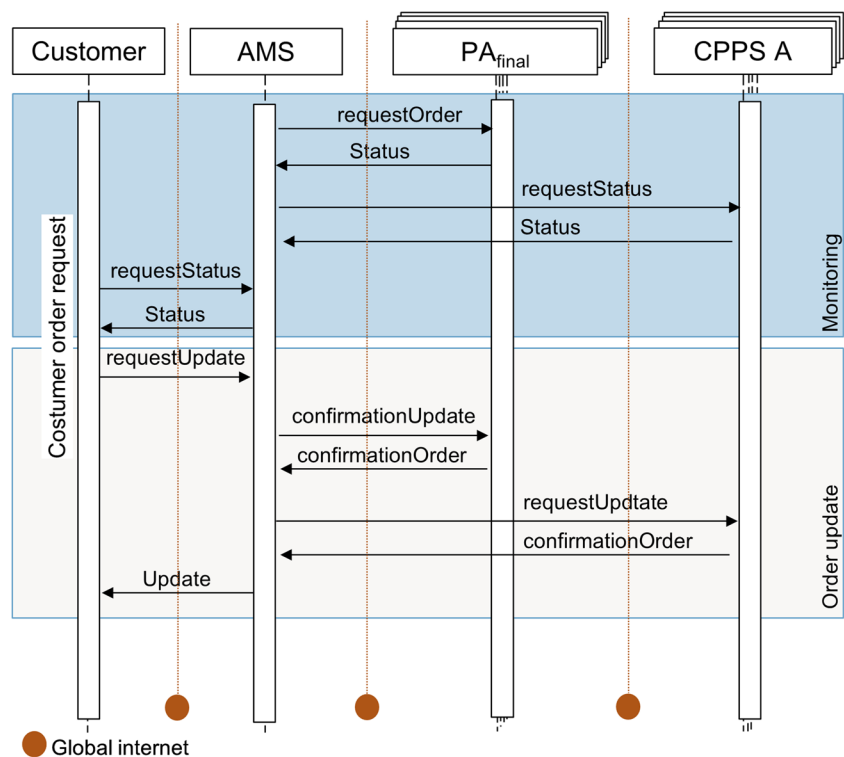 Customer
AMS
PAfinal
CPPS A
requestOrder
Status
requestStatus
Status
requestStatus
Status
Monitoring
Costumer order request
requestUpdate
confirmationUpdate
confirmationOrder
requestUpdtate
confirmationOrder
Update
Order update
Global internet